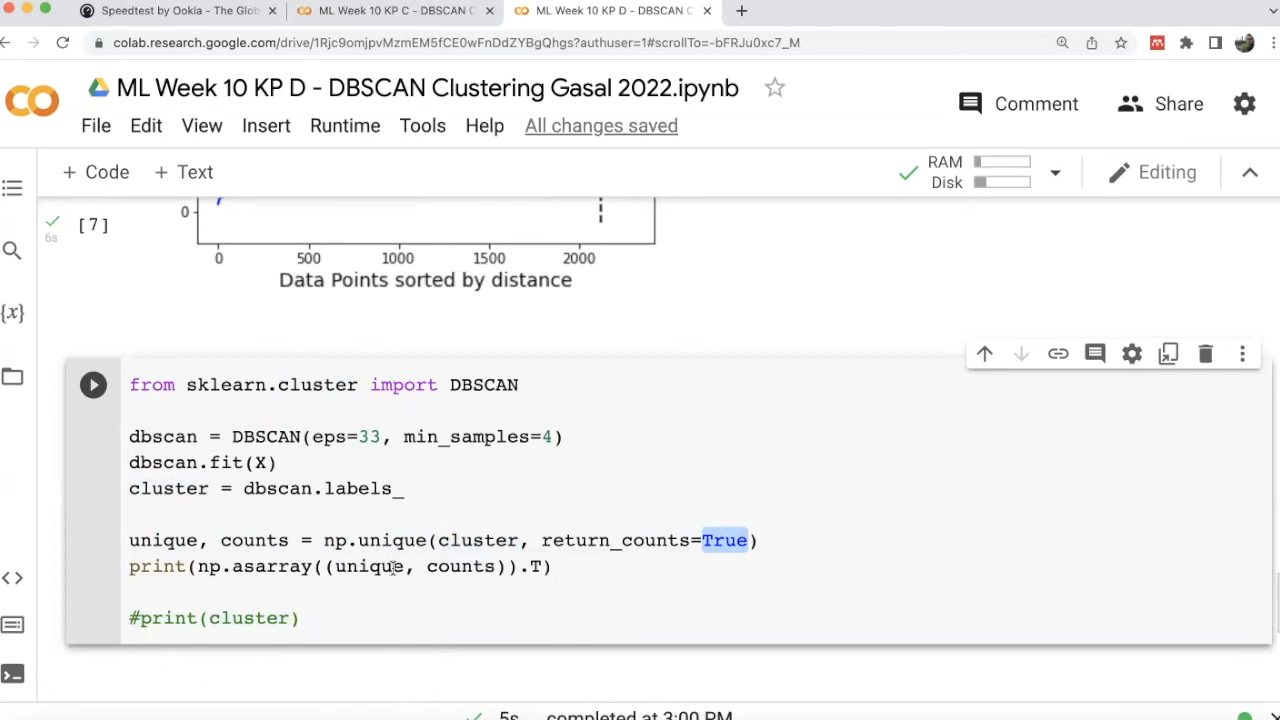 Speedtest by Ookla - The Glob
ML Week 10 KP C - DBSCAN C
ML Week 10 KP D - DBSCAN C
colab.research.google.com/drive/1Rjc9omjpvMzmEM5fCE0wFnDdZYBgQhgs?authuser=1#scrollTo=-bFRJu0xc7_M
ML Week 10 KP D - DBSCAN Clustering Gasal 2022.ipynb
Comment
Share
File Edit View Insert Runtime Tools Help All changes saved
+ Code + Text
RAM
Disk
Editing
[7]
6s
0
0 500 1000 1500 2000
Data Points sorted by distance
{x}
from sklearn.cluster import DBSCAN
dbscan = DBSCAN(eps=33, min_samples=4)
dbscan.fit(X)
cluster = dbscan.labels_
unique, counts = np.unique(cluster, return_counts=True)
print(np.asarray((unique, counts)).T)
#print(cluster)
5s completed at 3:00 PM